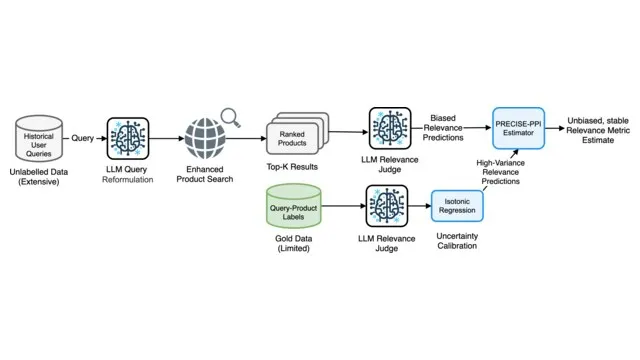 Historical
User
Queries
Unlabelled Data
(Extensive)
Query
LLM Query
Reformulation
Enhanced
Product Search
Ranked
Products
Top-K Results
LLM Relevance
Judge
Biased
Relevance
Predictions
PRECISE-PPI
Estimator
Unbiased, stable
Relevance Metric
Estimate
Query-Product
Labels
Gold Data
(Limited)
LLM Relevance
Judge
Isotonic
Regression
Uncertainty
Calibration
High-Variance
Relevance
Predictions